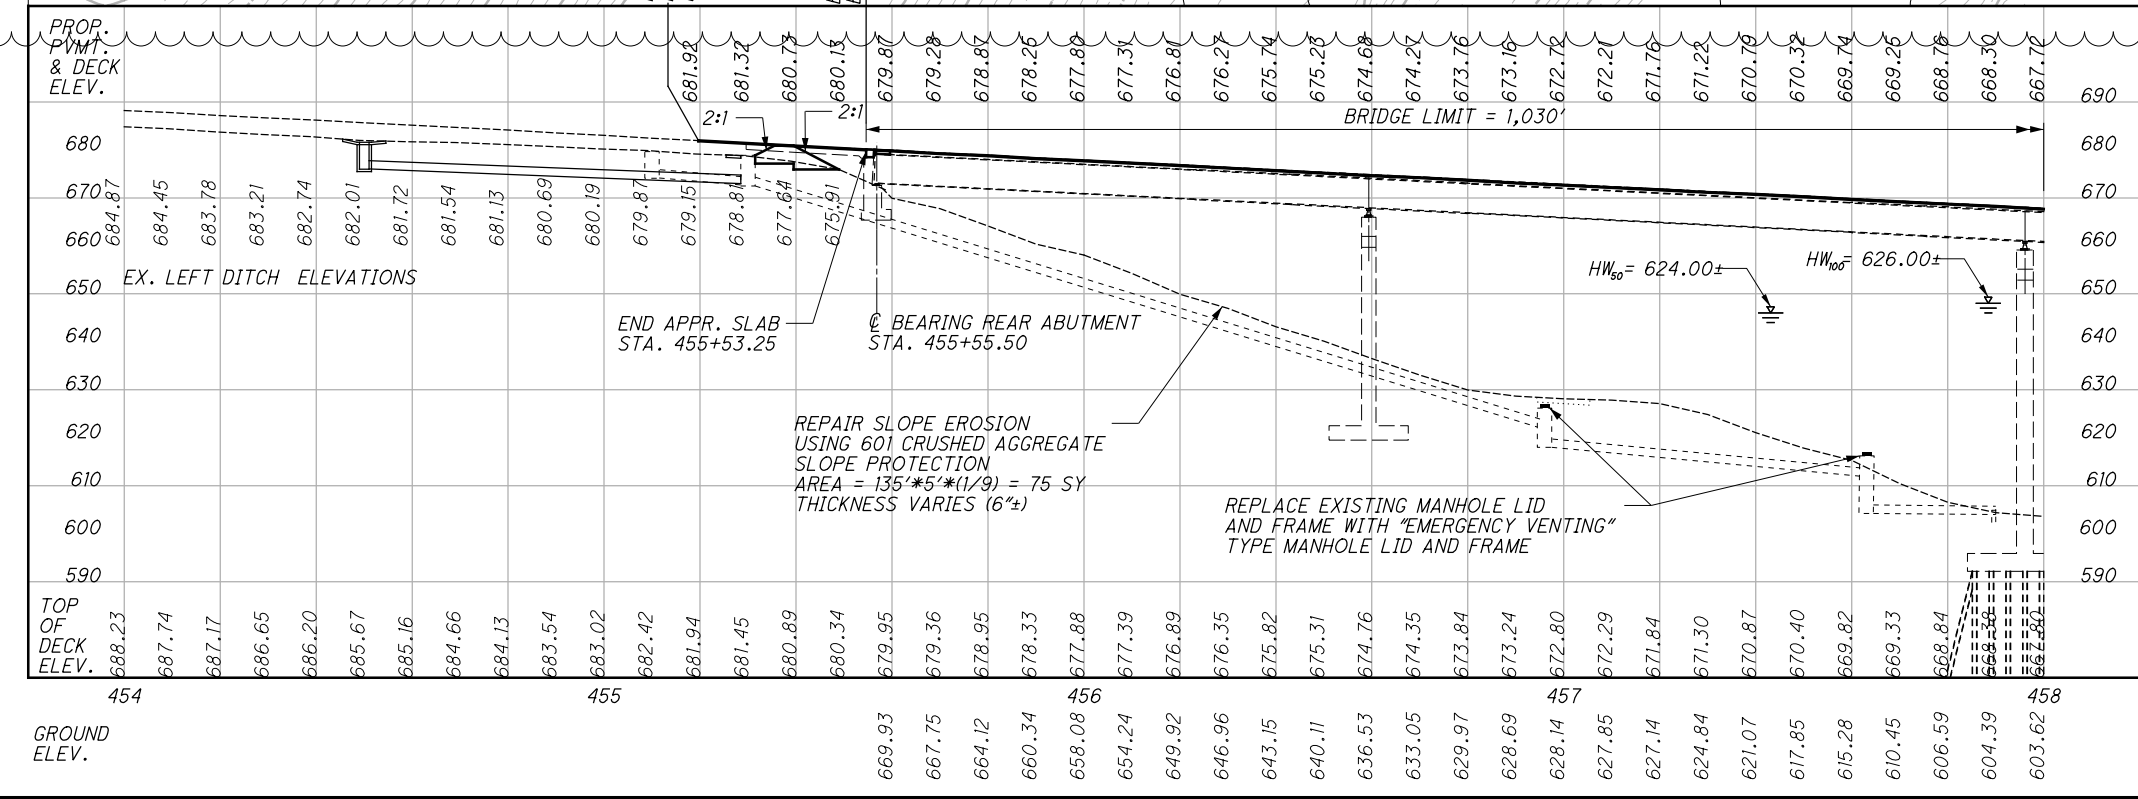 PROP.
PVMT.
& DECK
ELEV.
681.92 681.32 680.73 680.13 679.87 679.28 678.87 678.25 677.80 677.31 676.81 676.27 675.74 675.23 674.68 674.27 673.76 673.16 672.72 672.21 671.76 671.22 670.79 670.32 669.74 669.25 668.76 668.30 667.72
690
2:1 2:1
BRIDGE LIMIT = 1,030'
680 680
670 670
684.87 684.45 683.78 683.21 682.74 682.01 681.72 681.54 681.13 680.69 680.19 679.87 679.15 678.87 677.64 675.91
660 660
HW50= 624.00± HW100= 626.00±
EX. LEFT DITCH ELEVATIONS
650 650
END APPR. SLAB
STA. 455+53.25
℄ BEARING REAR ABUTMENT
STA. 455+55.50
640 640
630 630
REPAIR SLOPE EROSION
USING 601 CRUSHED AGGREGATE
SLOPE PROTECTION
AREA = 135'*5'*(1/9) = 75 SY
THICKNESS VARIES (6"±)
620 620
610 610
REPLACE EXISTING MANHOLE LID
AND FRAME WITH "EMERGENCY VENTING"
TYPE MANHOLE LID AND FRAME
600 600
590 590
TOP
OF
DECK
ELEV.
688.23 687.74 687.17 686.65 686.20 685.67 685.16 684.66 684.13 683.54 683.02 682.42 681.94 681.45 680.89 680.34 679.95 679.36 678.95 678.33 677.88 677.39 676.89 676.35 675.82 675.31 674.76 674.35 673.84 673.24 672.80 672.29 671.84 671.30 670.87 670.40 669.82 669.33 668.84 668.38 667.80
454 455 456 457 458
GROUND
ELEV.
669.93 667.75 664.12 660.34 658.08 654.24 649.92 646.96 643.15 640.11 636.53 633.05 629.97 628.69 628.14 627.85 627.14 624.84 621.07 617.85 615.28 610.45 606.59 604.39 603.62